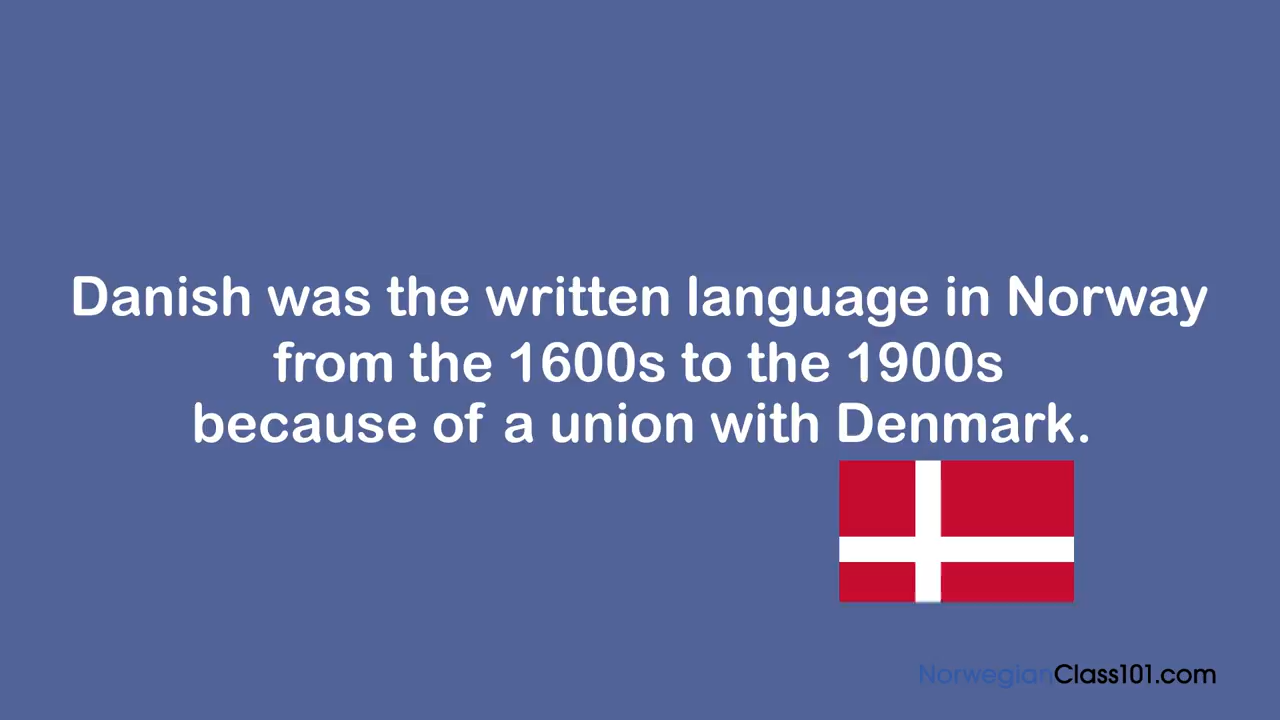 Danish was the written language in Norway
from the 1600s to the 1900s
because of a union with Denmark.
NorwegianClass101.com